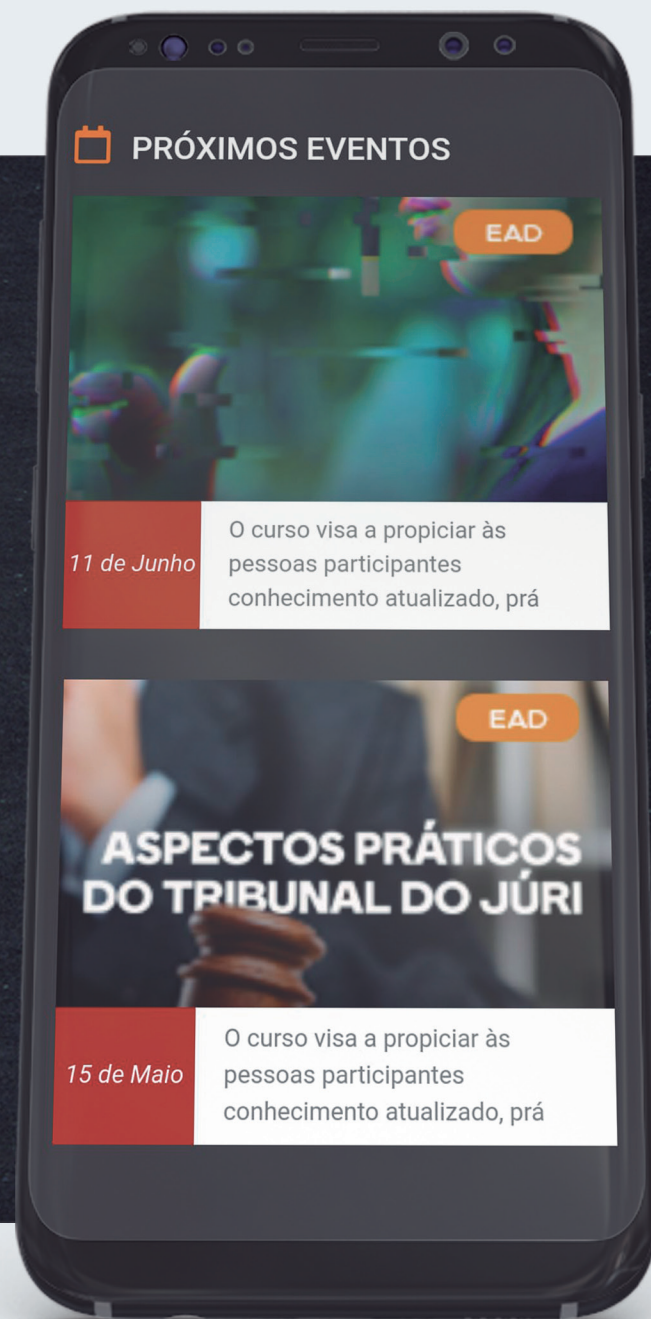 PRÓXIMOS EVENTOS
EAD
11 de Junho
O curso visa a propiciar às
pessoas participantes
conhecimento atualizado, prá
EAD
ASPECTOS PRÁTICOS
DO TRIBUNAL DO JÚRI
15 de Maio
O curso visa a propiciar às
pessoas participantes
conhecimento atualizado, prá